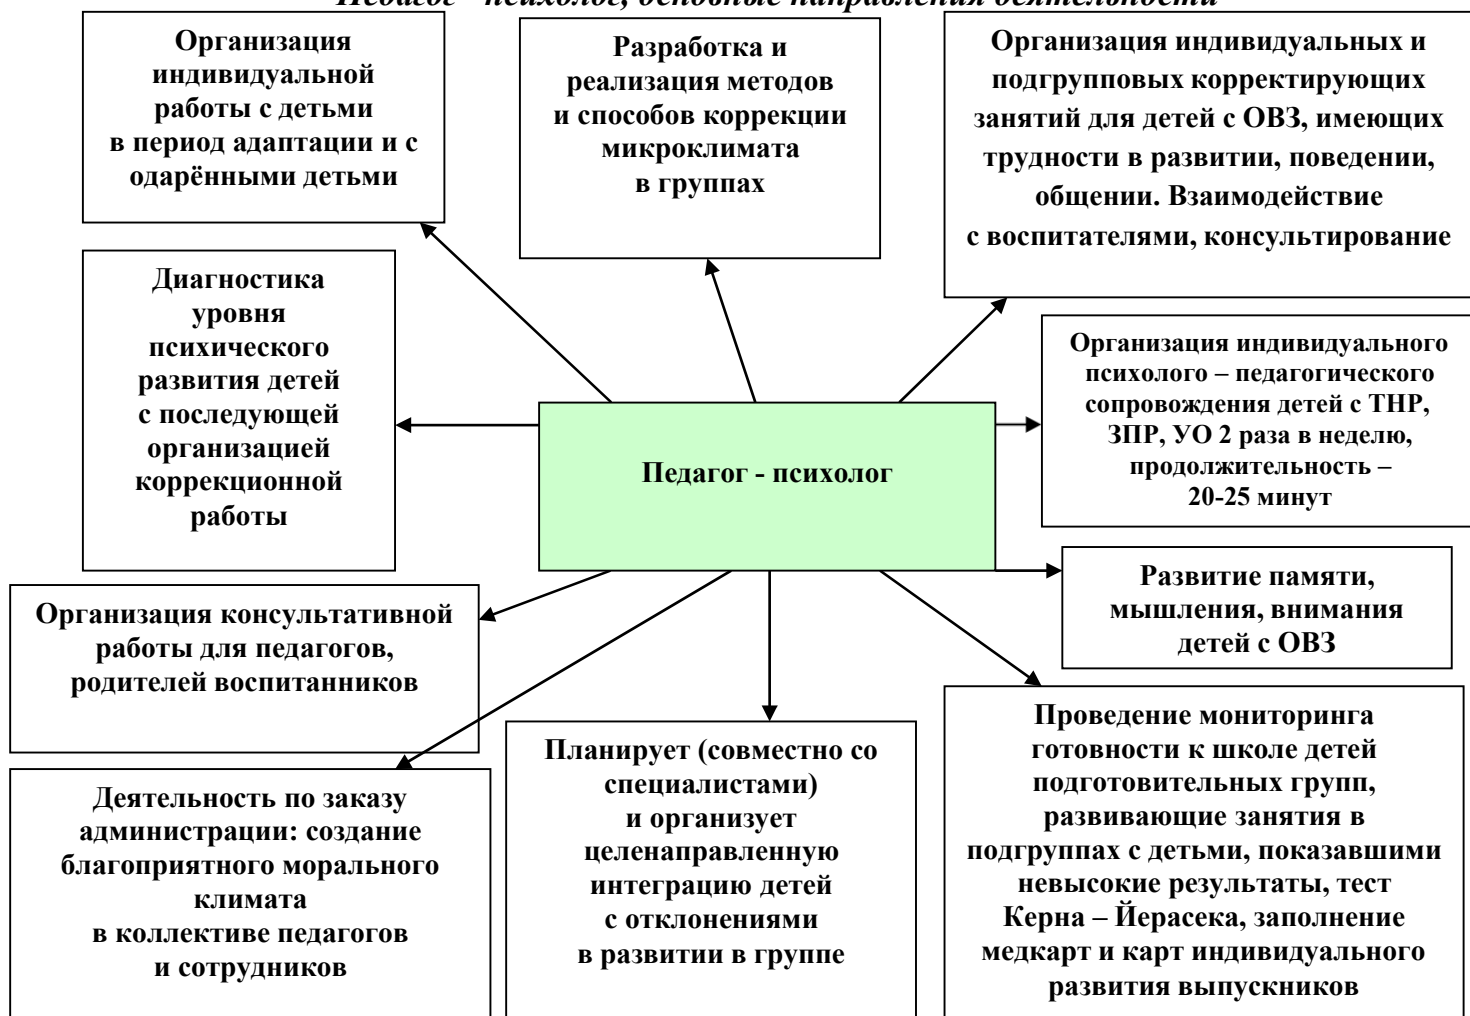 Педагог - психолог, основные направления деятельности
Организация
индивидуальной
работы с детьми
в период адаптации и с
одарёнными детьми
Разработка и
реализация методов
и способов коррекции
микроклимата
в группах
Организация индивидуальных и
подгрупповых корректирующих
занятий для детей с ОВЗ, имеющих
трудности в развитии, поведении,
общении. Взаимодействие
с воспитателями, консультирование
Диагностика
уровня
психического
развития детей
с последующей
организацией
коррекционной
работы
Организация индивидуального
психолого – педагогического
сопровождения детей с ТНР,
ЗПР, УО 2 раза в неделю,
продолжительность –
20-25 минут
Педагог - психолог
Развитие памяти,
мышления, внимания
детей с ОВЗ
Организация консультативной
работы для педагогов,
родителей воспитанников
Деятельность по заказу
администрации: создание
благоприятного морального
климата
в коллективе педагогов
и сотрудников
Планирует (совместно со
специалистами)
и организует
целенаправленную
интеграцию детей
с отклонениями
в развитии в группе
Проведение мониторинга
готовности к школе детей
подготовительных групп,
развивающие занятия в
подгруппах с детьми, показавшими
невысокие результаты, тест
Керна – Йерасека, заполнение
медкарт и карт индивидуального
развития выпускников